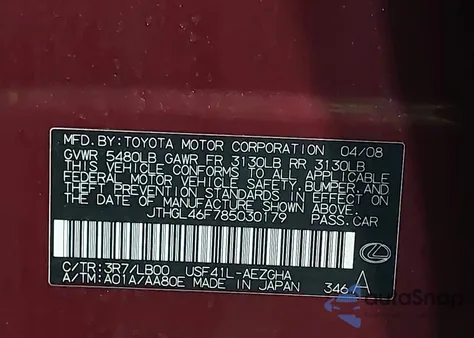 MFD. BY: TOYOTA MOTOR CORPORATION 04/08
GVWR 5480LB GAWR FR 3130LB RR 3130LB
THIS VEHICLE CONFORMS TO ALL APPLICABLE
FEDERAL MOTOR VEHICLE SAFETY, BUMPER, AND
THEFT PREVENTION STANDARDS IN EFFECT ON
THE DATE OF MANUFACTURE SHOWN ABOVE.
JTHGL46F785030179 PASS. CAR
C/TR: 3R7/LB00 USF41L-AEZGHA
A/TM: A01A/AA80E MADE IN JAPAN 346 A
AutoSnap